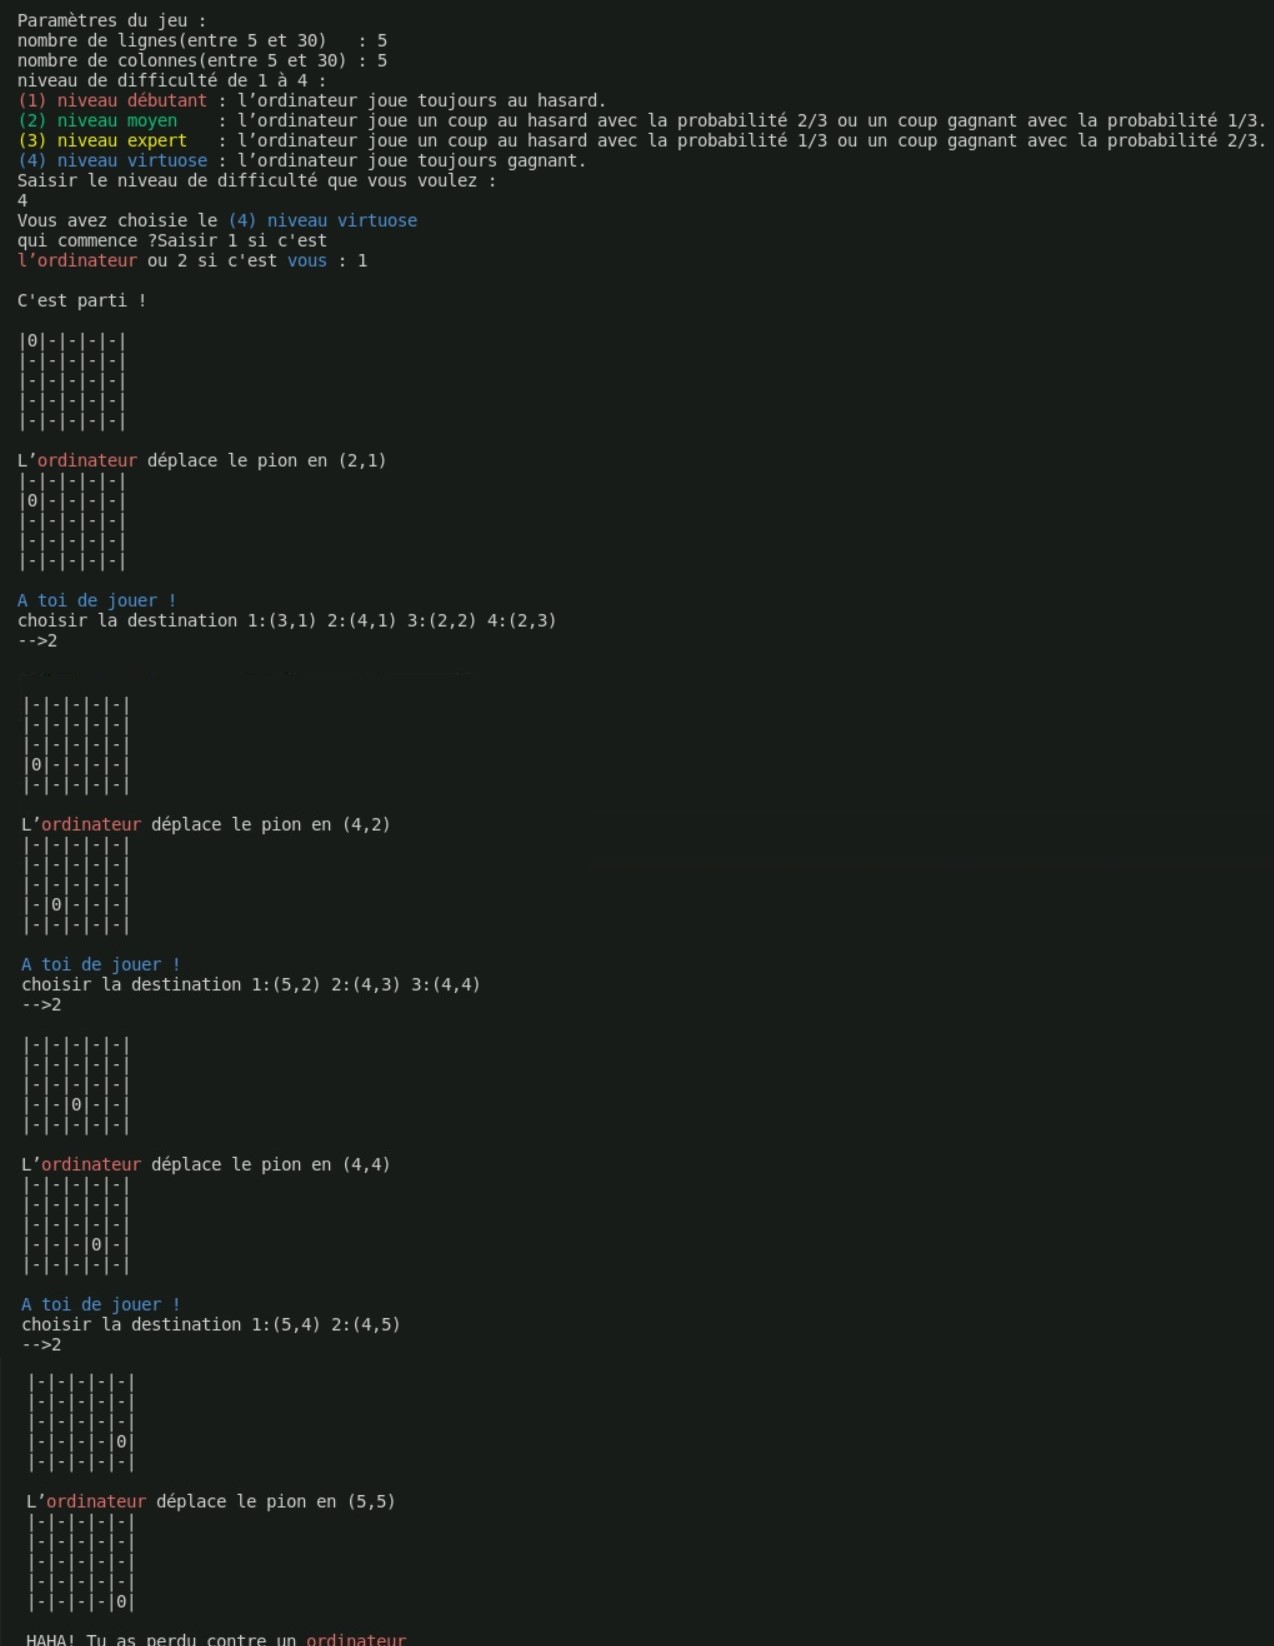 Paramètres du jeu :
nombre de lignes(entre 5 et 30)   : 5
nombre de colonnes(entre 5 et 30) : 5
niveau de difficulté de 1 à 4 :
(1) niveau débutant : l’ordinateur joue toujours au hasard.
(2) niveau moyen    : l’ordinateur joue un coup au hasard avec la probabilité 2/3 ou un coup gagnant avec la probabilité 1/3.
(3) niveau expert   : l’ordinateur joue un coup au hasard avec la probabilité 1/3 ou un coup gagnant avec la probabilité 2/3.
(4) niveau virtuose : l’ordinateur joue toujours gagnant.
Saisir le niveau de difficulté que vous voulez :
4
Vous avez choisie le (4) niveau virtuose
qui commence ?Saisir 1 si c'est
l’ordinateur ou 2 si c'est vous : 1
C'est parti !
|0|-|-|-|-|
|-|-|-|-|-|
|-|-|-|-|-|
|-|-|-|-|-|
|-|-|-|-|-|
L’ordinateur déplace le pion en (2,1)
|-|-|-|-|-|
|0|-|-|-|-|
|-|-|-|-|-|
|-|-|-|-|-|
|-|-|-|-|-|
A toi de jouer !
choisir la destination 1:(3,1) 2:(4,1) 3:(2,2) 4:(2,3)
-->2
|-|-|-|-|-|
|-|-|-|-|-|
|-|-|-|-|-|
|0|-|-|-|-|
|-|-|-|-|-|
L’ordinateur déplace le pion en (4,2)
|-|-|-|-|-|
|-|-|-|-|-|
|-|-|-|-|-|
|-|0|-|-|-|
|-|-|-|-|-|
A toi de jouer !
choisir la destination 1:(5,2) 2:(4,3) 3:(4,4)
-->2
|-|-|-|-|-|
|-|-|-|-|-|
|-|-|-|-|-|
|-|-|0|-|-|
|-|-|-|-|-|
L’ordinateur déplace le pion en (4,4)
|-|-|-|-|-|
|-|-|-|-|-|
|-|-|-|-|-|
|-|-|-|0|-|
|-|-|-|-|-|
A toi de jouer !
choisir la destination 1:(5,4) 2:(4,5)
-->2
|-|-|-|-|-|
|-|-|-|-|-|
|-|-|-|-|-|
|-|-|-|-|0|
|-|-|-|-|-|
L’ordinateur déplace le pion en (5,5)
|-|-|-|-|-|
|-|-|-|-|-|
|-|-|-|-|-|
|-|-|-|-|-|
|-|-|-|-|0|
HAHA! Tu as perdu contre un ordinateur